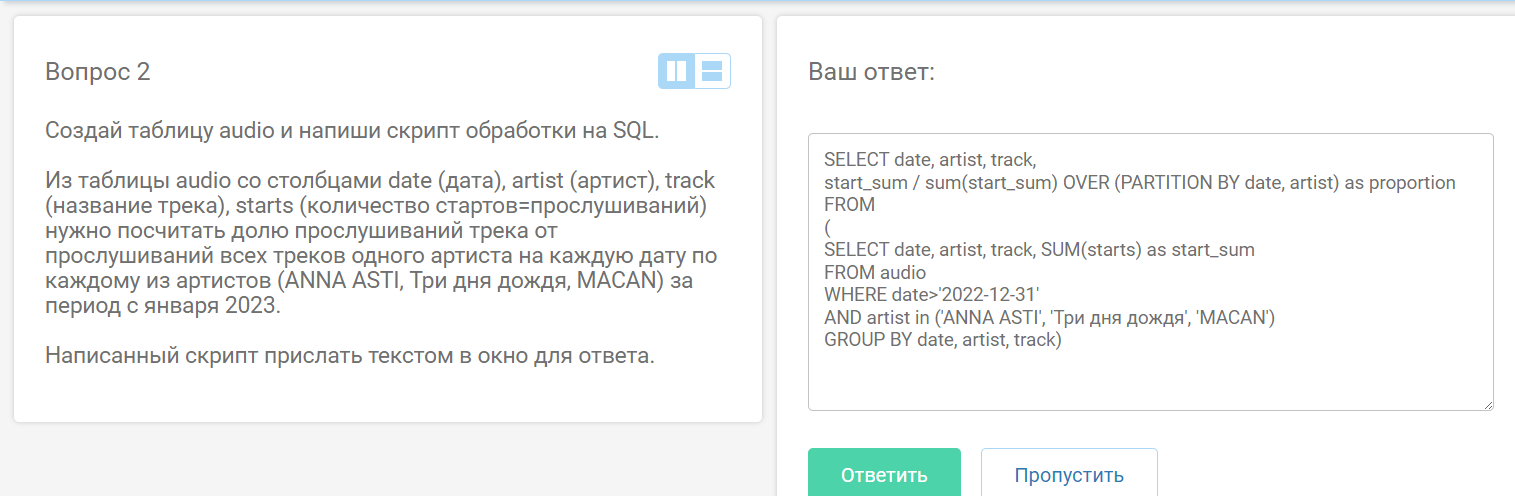 Вопрос 2
Создай таблицу audio и напиши скрипт обработки на SQL.
Из таблицы audio со столбцами date (дата), artist (артист), track
(название трека), starts (количество стартов=прослушиваний)
нужно посчитать долю прослушиваний трека от
прослушиваний всех треков одного артиста на каждую дату по
каждому из артистов (ANNA ASTI, Три дня дождя, MACAN) за
период с января 2023.
Написанный скрипт прислать текстом в окно для ответа.
Ваш ответ:
SELECT date, artist, track,
start_sum / sum(start_sum) OVER (PARTITION BY date, artist) as proportion
FROM
(
SELECT date, artist, track, SUM(starts) as start_sum
FROM audio
WHERE date>'2022-12-31'
AND artist in ('ANNA ASTI', 'Три дня дождя', 'MACAN')
GROUP BY date, artist, track)
Ответить
Пропустить